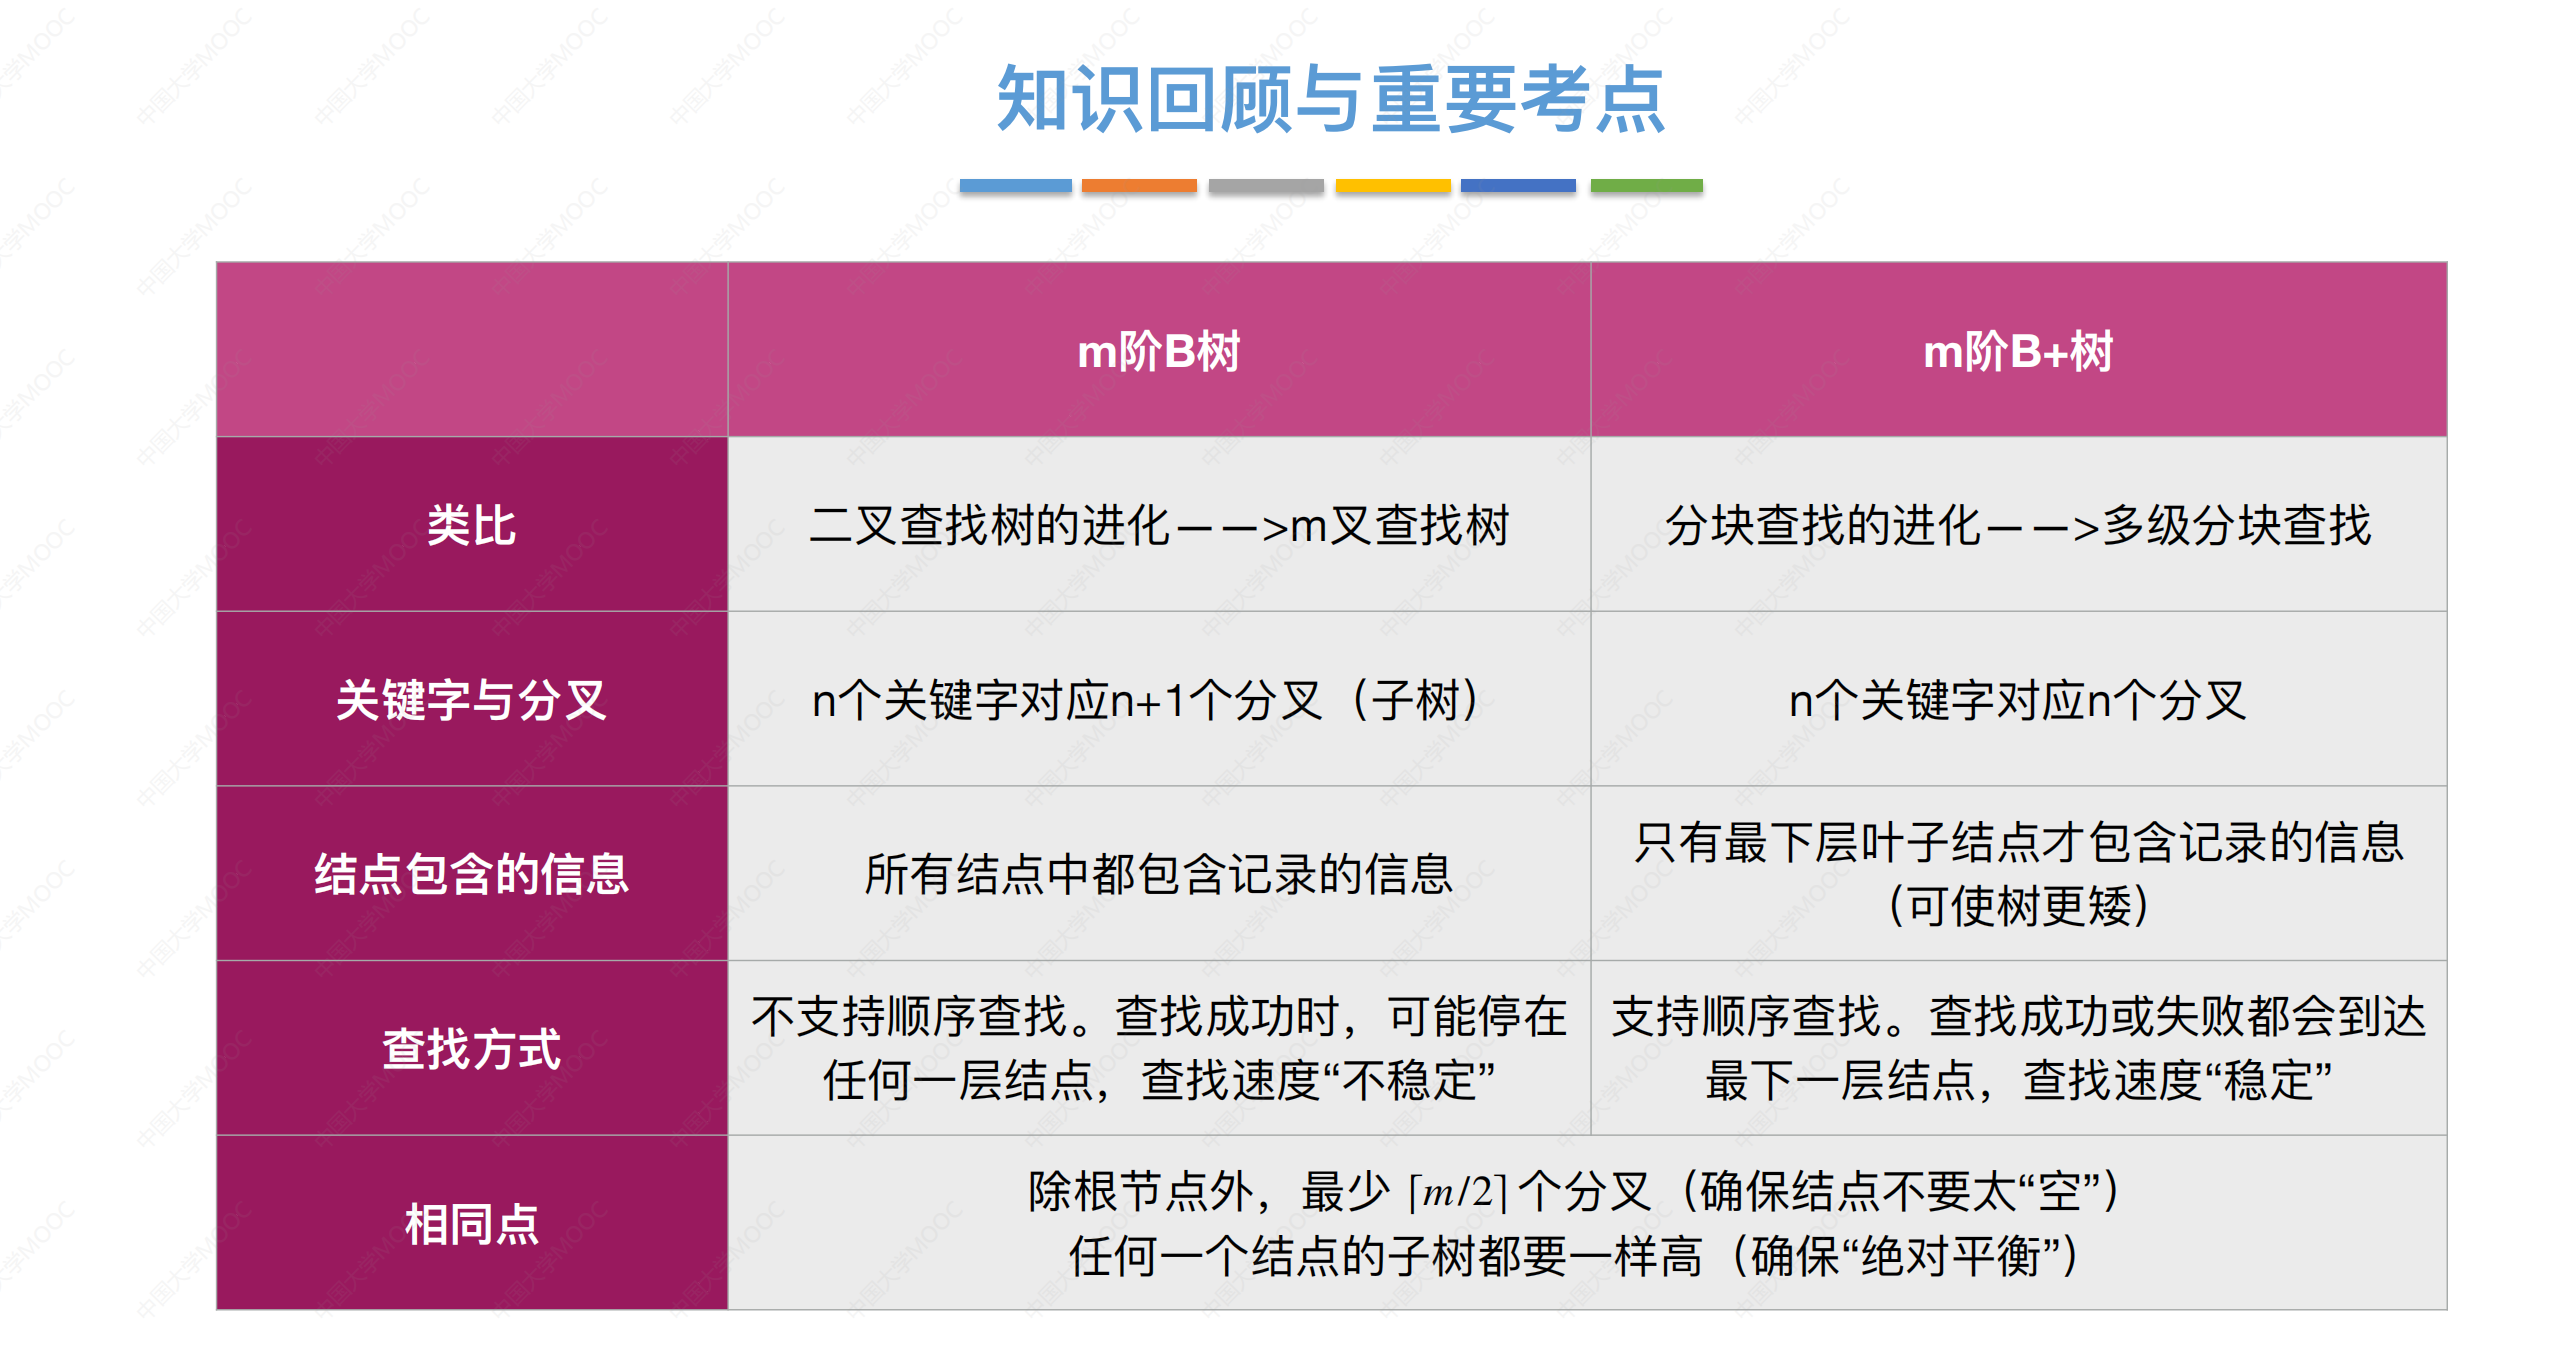 知识回顾与重要考点
m阶B树
m阶B+树
类比
二叉查找树的进化——>m叉查找树
分块查找的进化——>多级分块查找
关键字与分叉
n个关键字对应n+1个分叉（子树）
n个关键字对应n个分叉
结点包含的信息
所有结点中都包含记录的信息
只有最下层叶子结点才包含记录的信息
（可使树更矮）
查找方式
不支持顺序查找。查找成功时，可能停在
任何一层结点，查找速度“不稳定”
支持顺序查找。查找成功或失败都会到达
最下一层结点，查找速度“稳定”
相同点
除根节点外，最少 ⌈m/2⌉ 个分叉（确保结点不要太“空”）
任何一个结点的子树都要一样高（确保“绝对平衡”）
中国大学MOOC